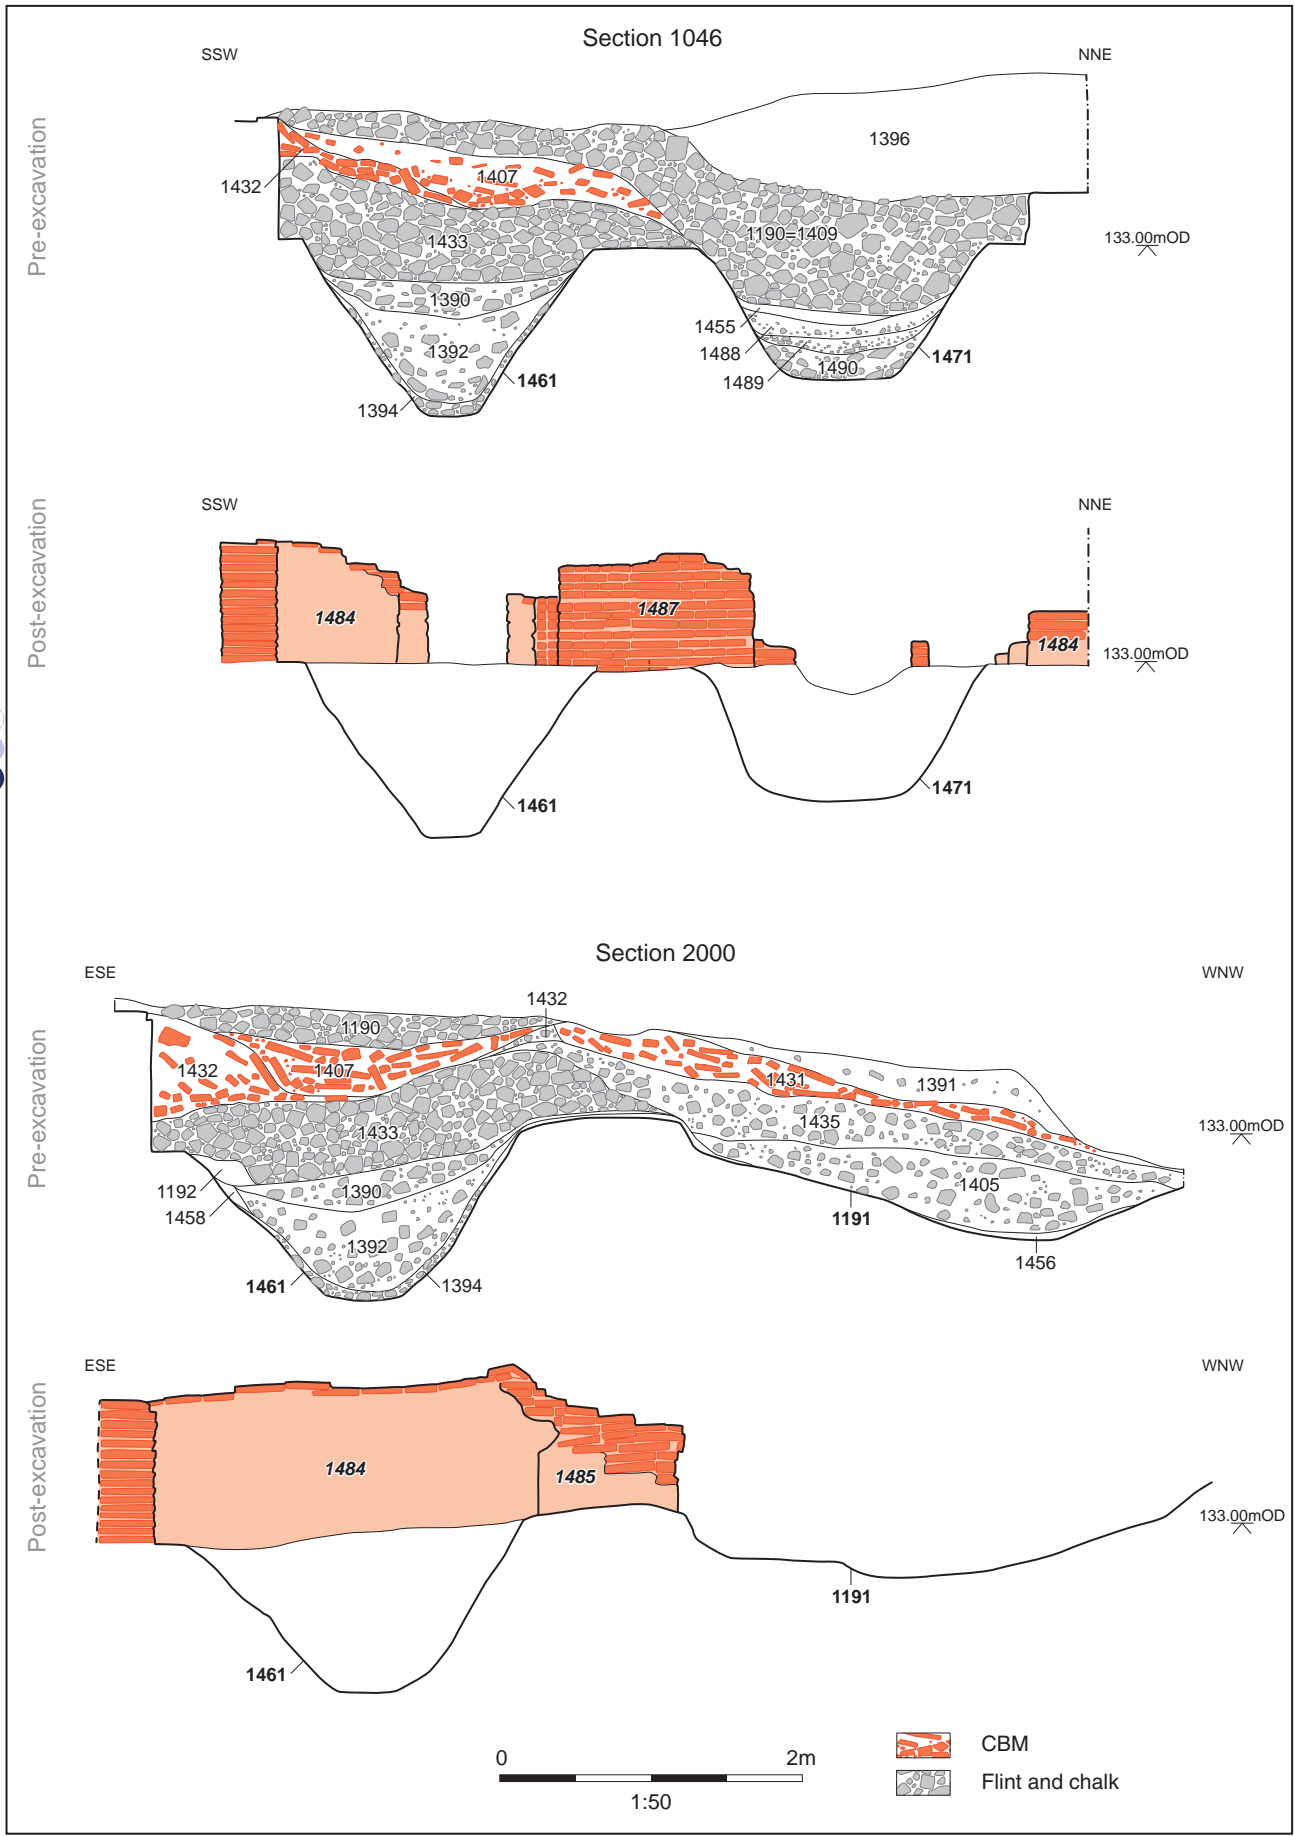 Section 1046
SSW
NNE
Pre-excavation
1396
1432
1407
1433
1190=1409
133.00mOD
1390
1455
1392
1488
1471
1490
1489
1461
1394
Post-excavation
SSW
NNE
1484
1487
1484
133.00mOD
1461
1471
Section 2000
ESE
WNW
Pre-excavation
1432
1190
1432
1407
1431
1391
1435
1433
133.00mOD
1192
1390
1405
1458
1191
1392
1456
1461
1394
ESE
WNW
Post-excavation
1484
1485
133.00mOD
1191
1461
0
2m
1:50
CBM
Flint and chalk